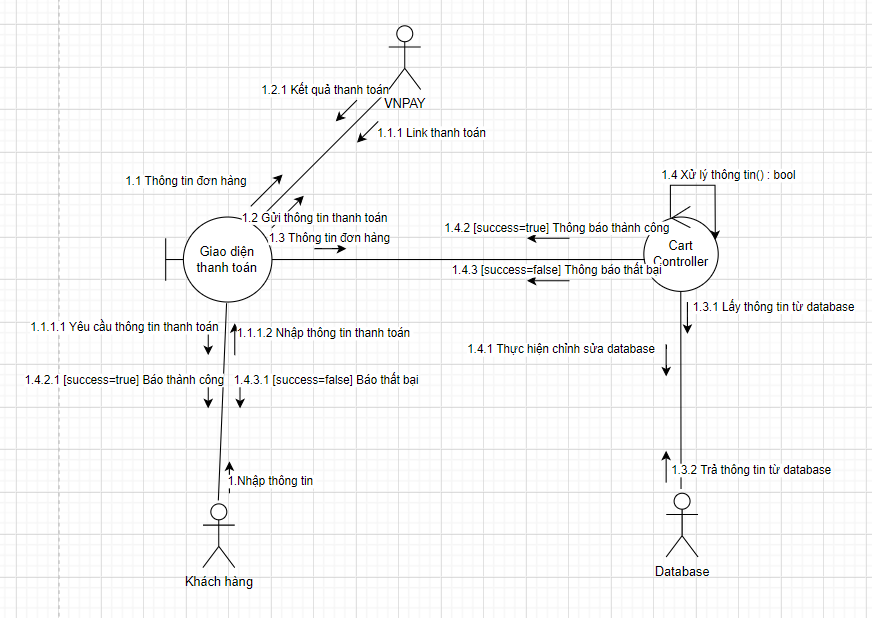 1.2.1 Kết quả thanh toán
VNPAY
1.1.1 Link thanh toán
1.1 Thông tin đơn hàng
1.4 Xử lý thông tin() : bool
1.2 Gửi thông tin thanh toán
1.3 Thông tin đơn hàng
1.4.2 [success=true] Thông báo thành công
Giao diện
thanh toán
Cart
Controller
1.4.3 [success=false] Thông báo thất bại
1.3.1 Lấy thông tin từ database
1.1.1.1 Yêu cầu thông tin thanh toán
1.1.1.2 Nhập thông tin thanh toán
1.4.1 Thực hiện chỉnh sửa database
1.4.2.1 [success=true] Báo thành công
1.4.3.1 [success=false] Báo thất bại
1.3.2 Trả thông tin từ database
1.Nhập thông tin
Database
Khách hàng